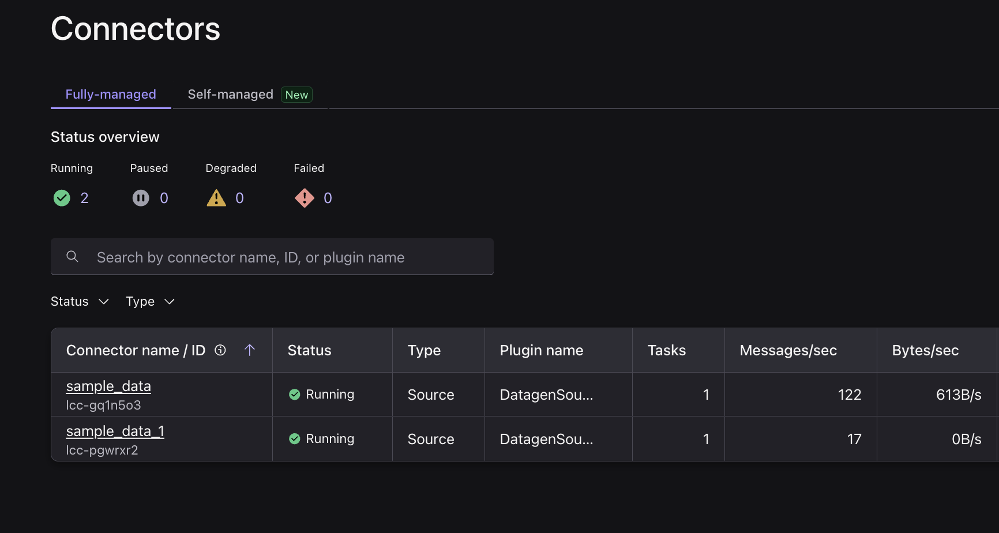 Connectors
Fully-managed Self-managed New
Status overview
Running Paused Degraded Failed
2 0 0 0
Search by connector name, ID, or plugin name
Status Type
Connector name / ID Status Type Plugin name Tasks Messages/sec Bytes/sec
sample_data Running Source DatagenSou... 1 122 613B/s
lcc-gq1n5o3
sample_data_1 Running Source DatagenSou... 1 17 0B/s
lcc-pgwrxr2